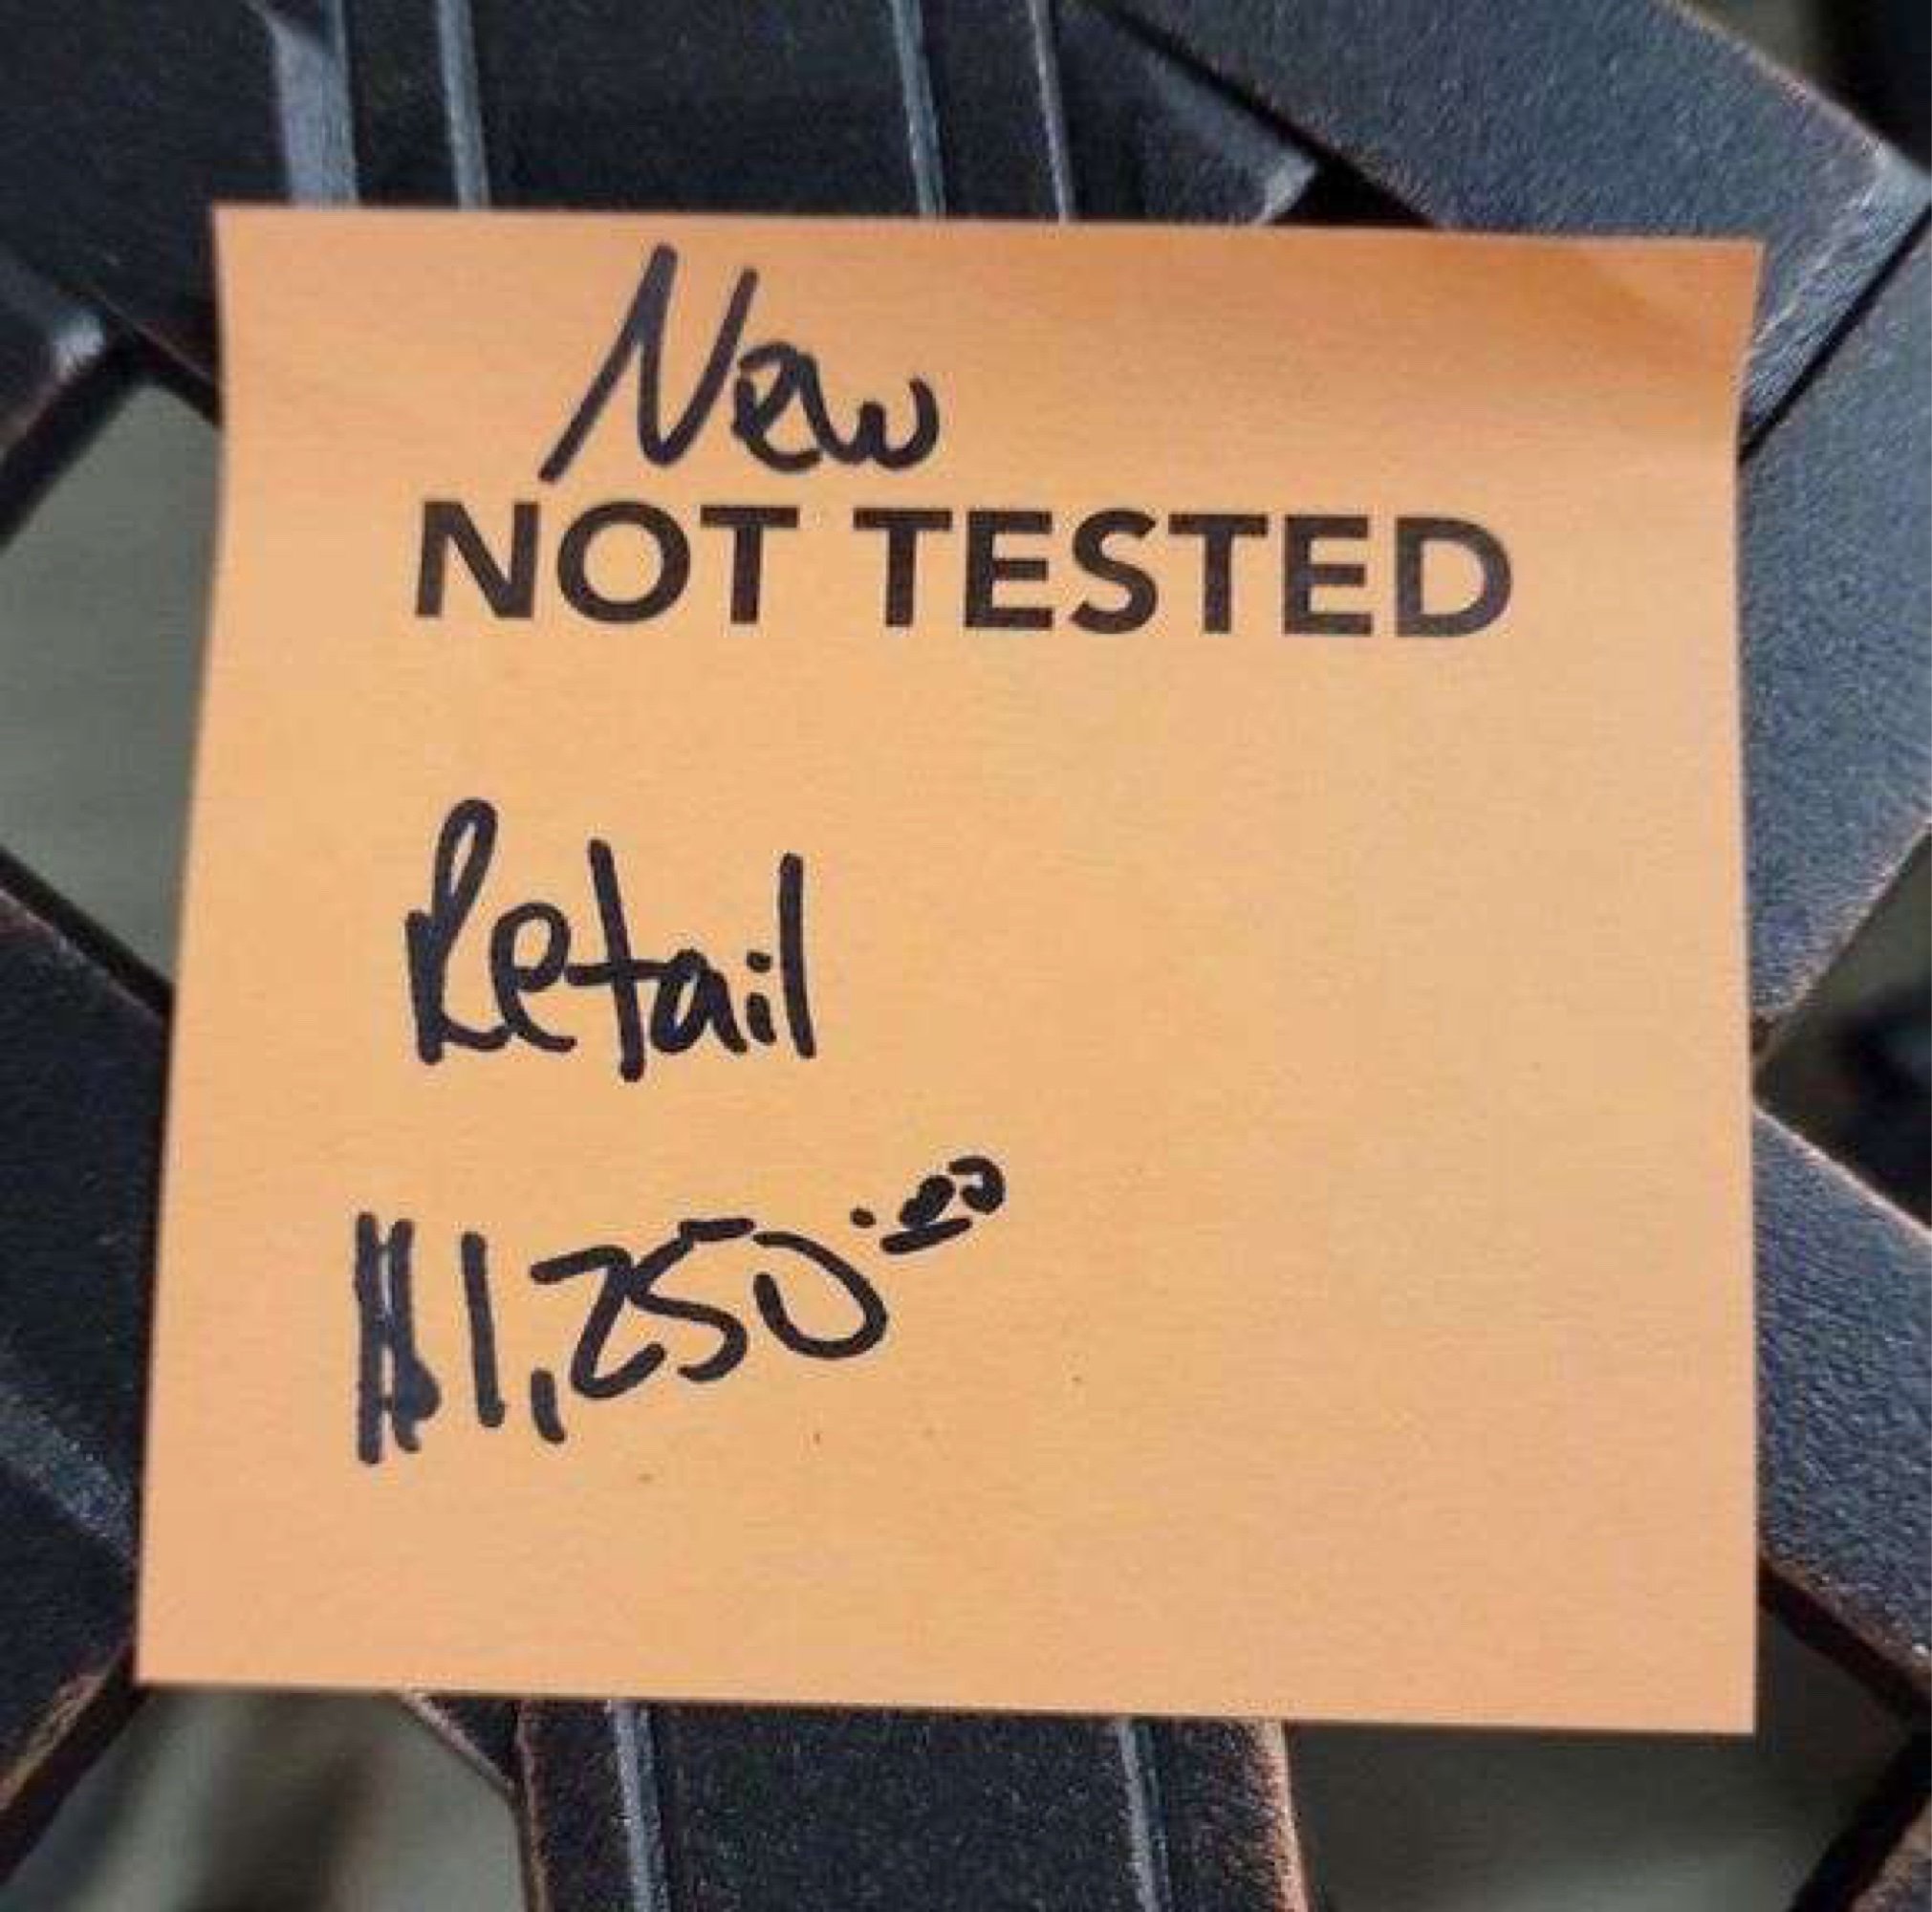 New
NOT TESTED
Retail
$1,250.00